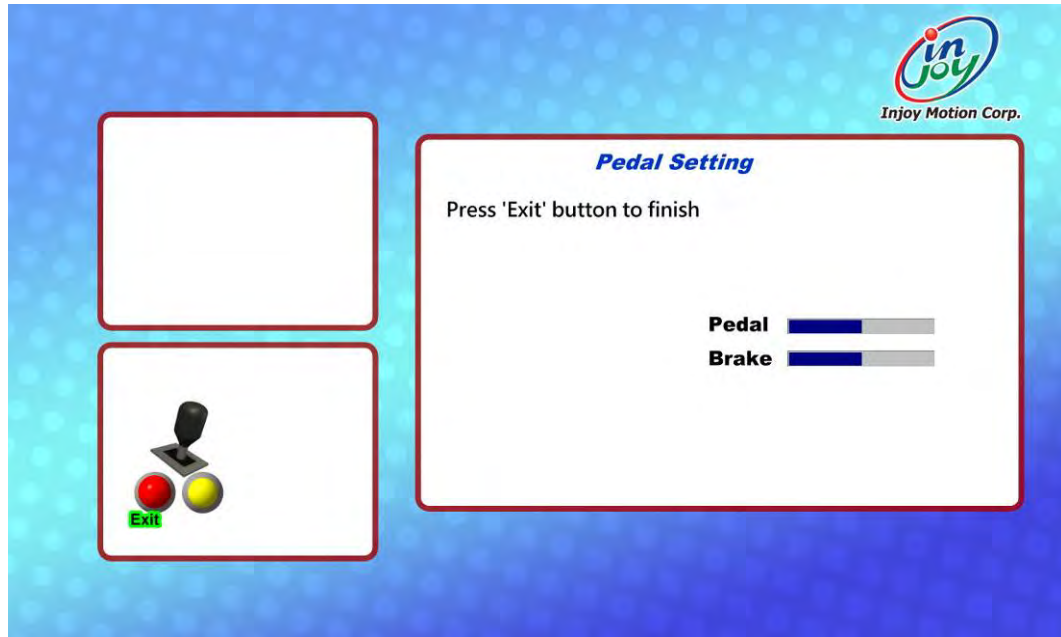 in
joy
Injoy Motion Corp.
Pedal Setting
Press 'Exit' button to finish
Pedal
Brake
Exit